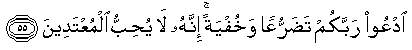 ٱدۡعُواْ رَبَّكُمۡ تَضَرُّعٗا وَخُفۡيَةًۚ إِنَّهُۥ لَا يُحِبُّ ٱلۡمُعۡتَدِينَ ٥٥